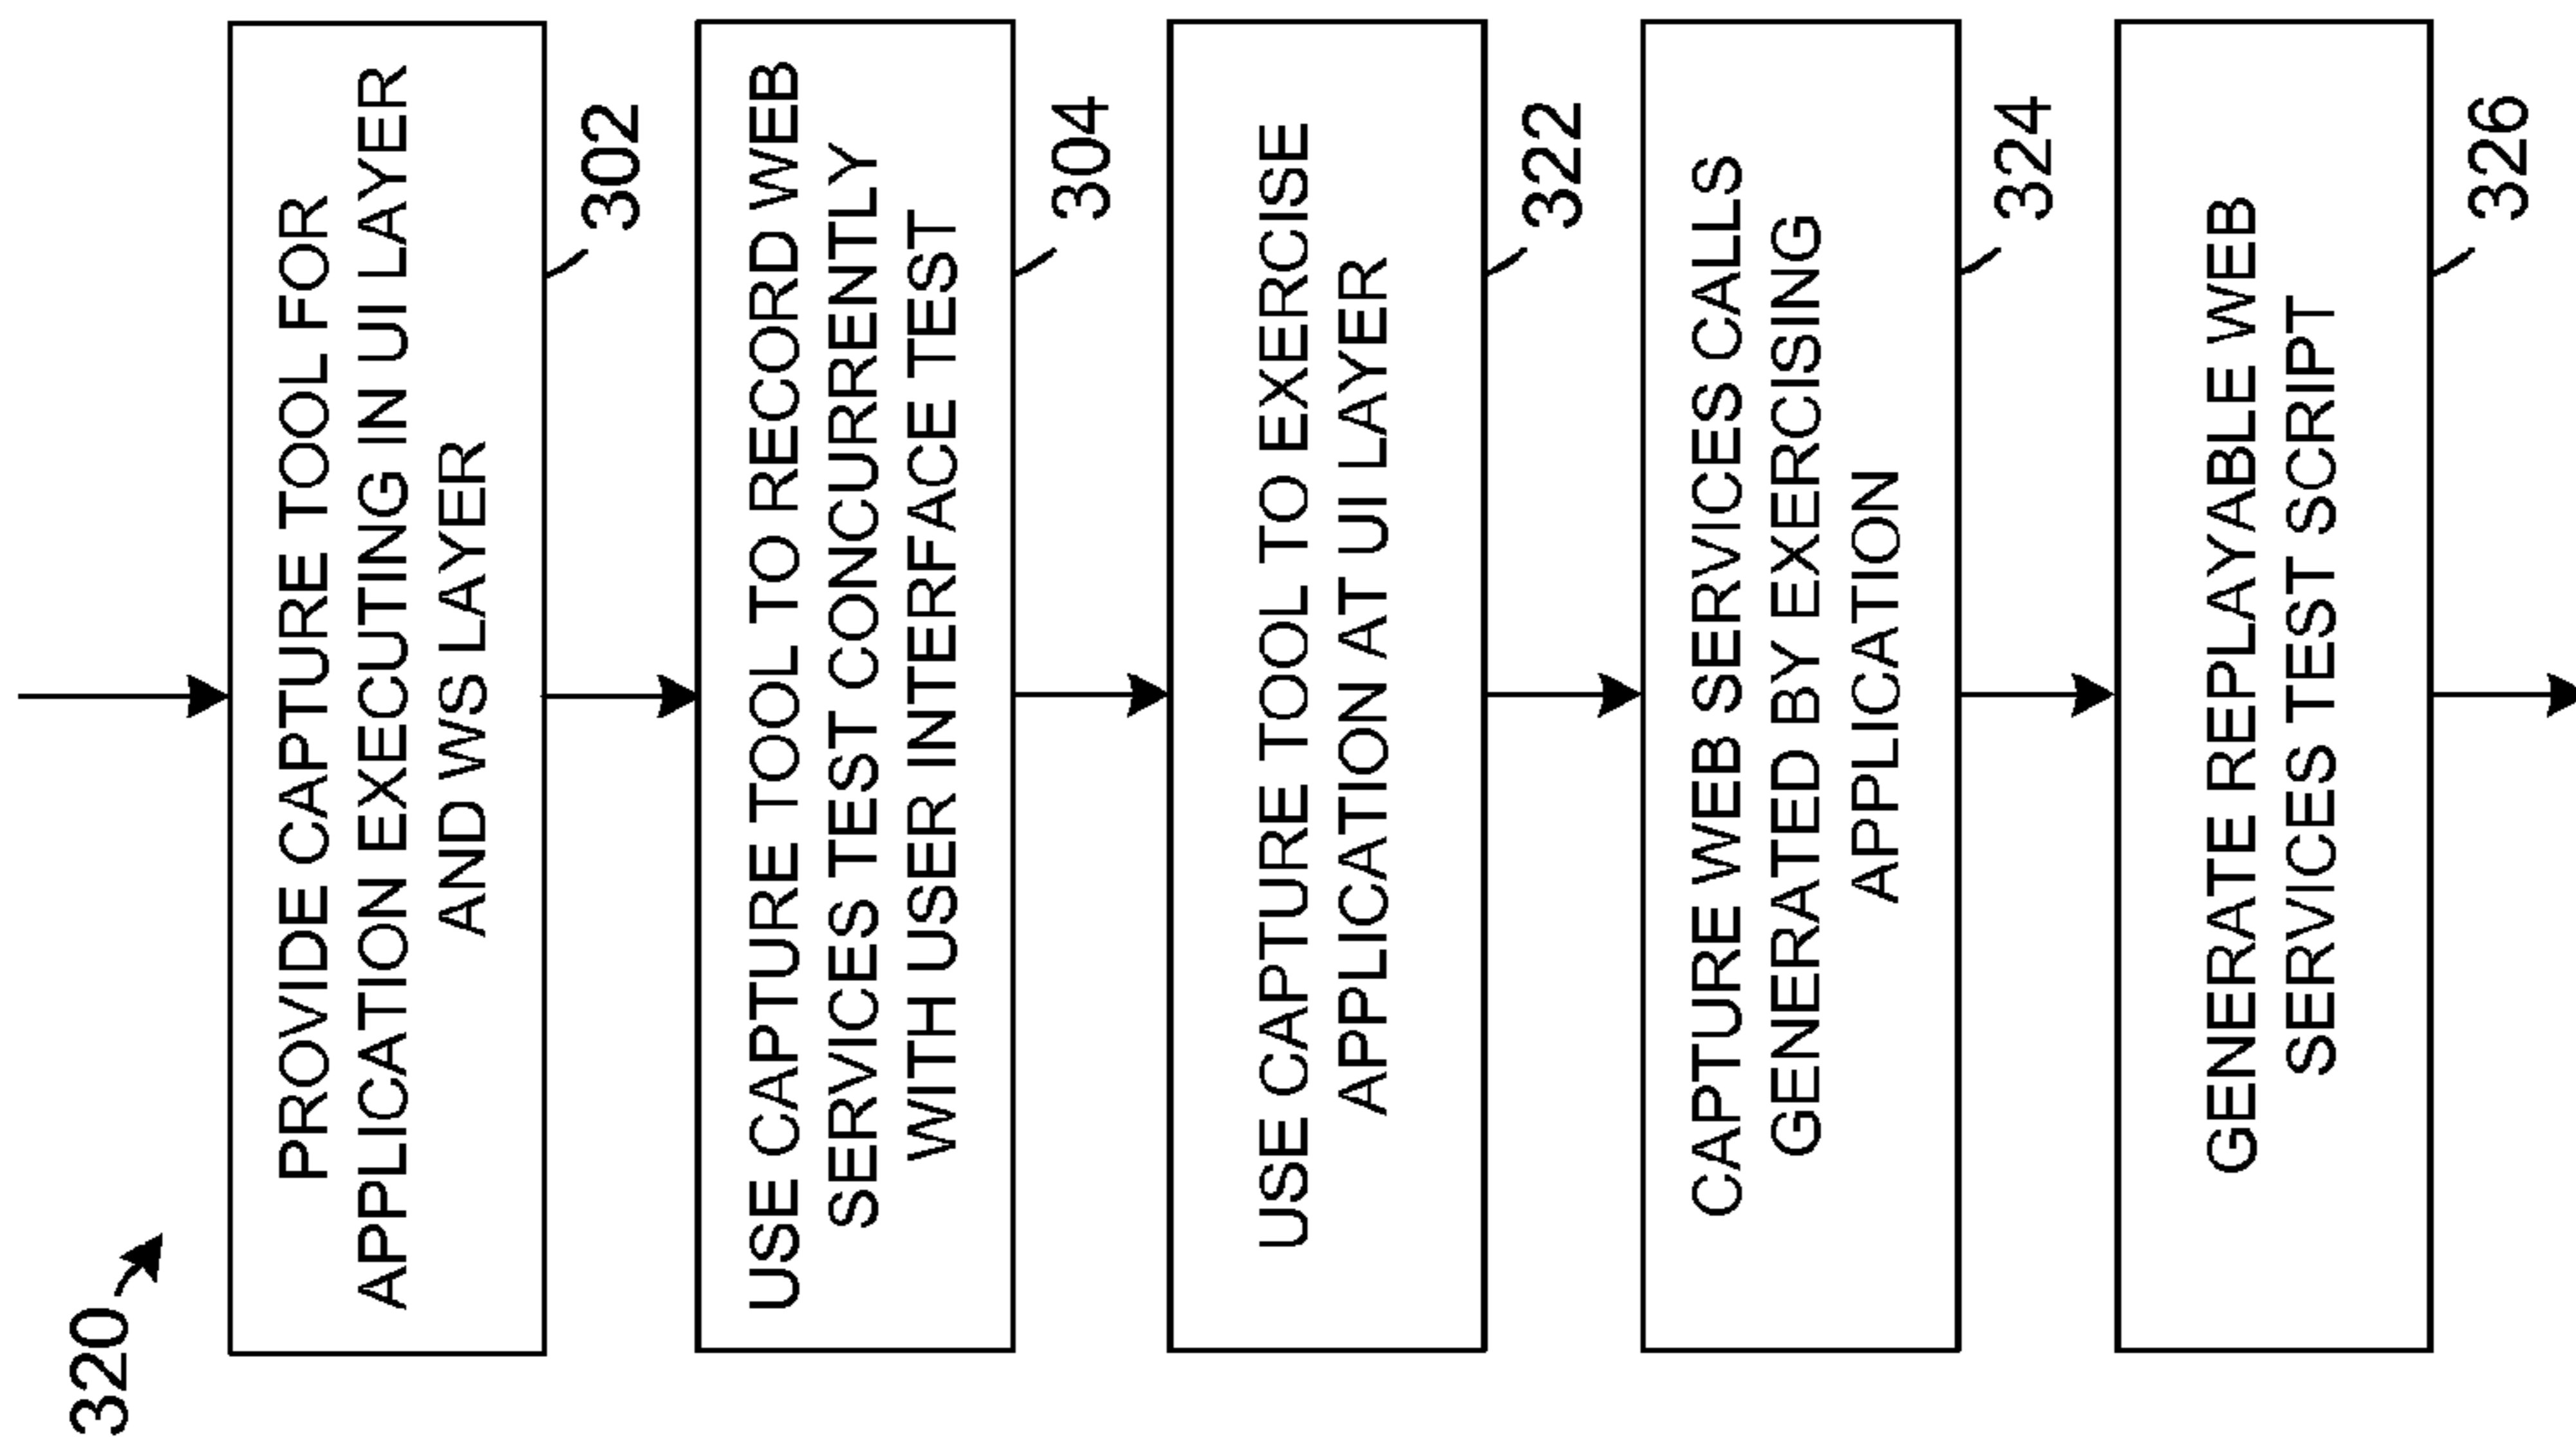 320
PROVIDE CAPTURE TOOL FOR
APPLICATION EXECUTING IN UI LAYER
AND WS LAYER
302
USE CAPTURE TOOL TO RECORD WEB
SERVICES TEST CONCURRENTLY
WITH USER INTERFACE TEST
304
USE CAPTURE TOOL TO EXERCISE
APPLICATION AT UI LAYER
322
CAPTURE WEB SERVICES CALLS
GENERATED BY EXERCISING
APPLICATION
324
GENERATE REPLAYABLE WEB
SERVICES TEST SCRIPT
326